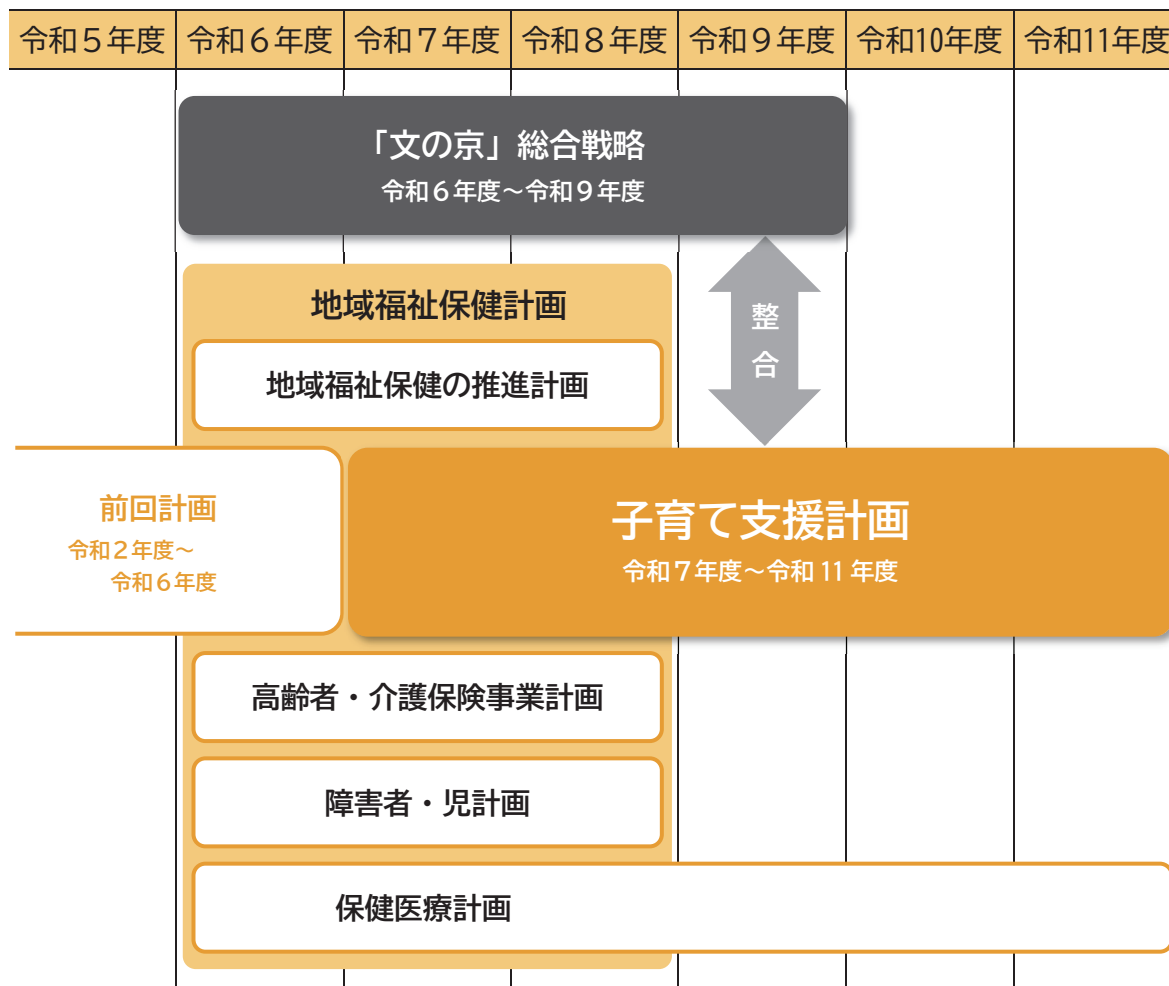 令和５年度 令和６年度 令和７年度 令和８年度 令和９年度 令和10年度 令和11年度
「文の京」総合戦略
令和６年度～令和９年度
地域福祉保健計画
整合
地域福祉保健の推進計画
前回計画
令和２年度～
令和６年度
子育て支援計画
令和７年度～令和 11 年度
高齢者・介護保険事業計画
障害者・児計画
保健医療計画